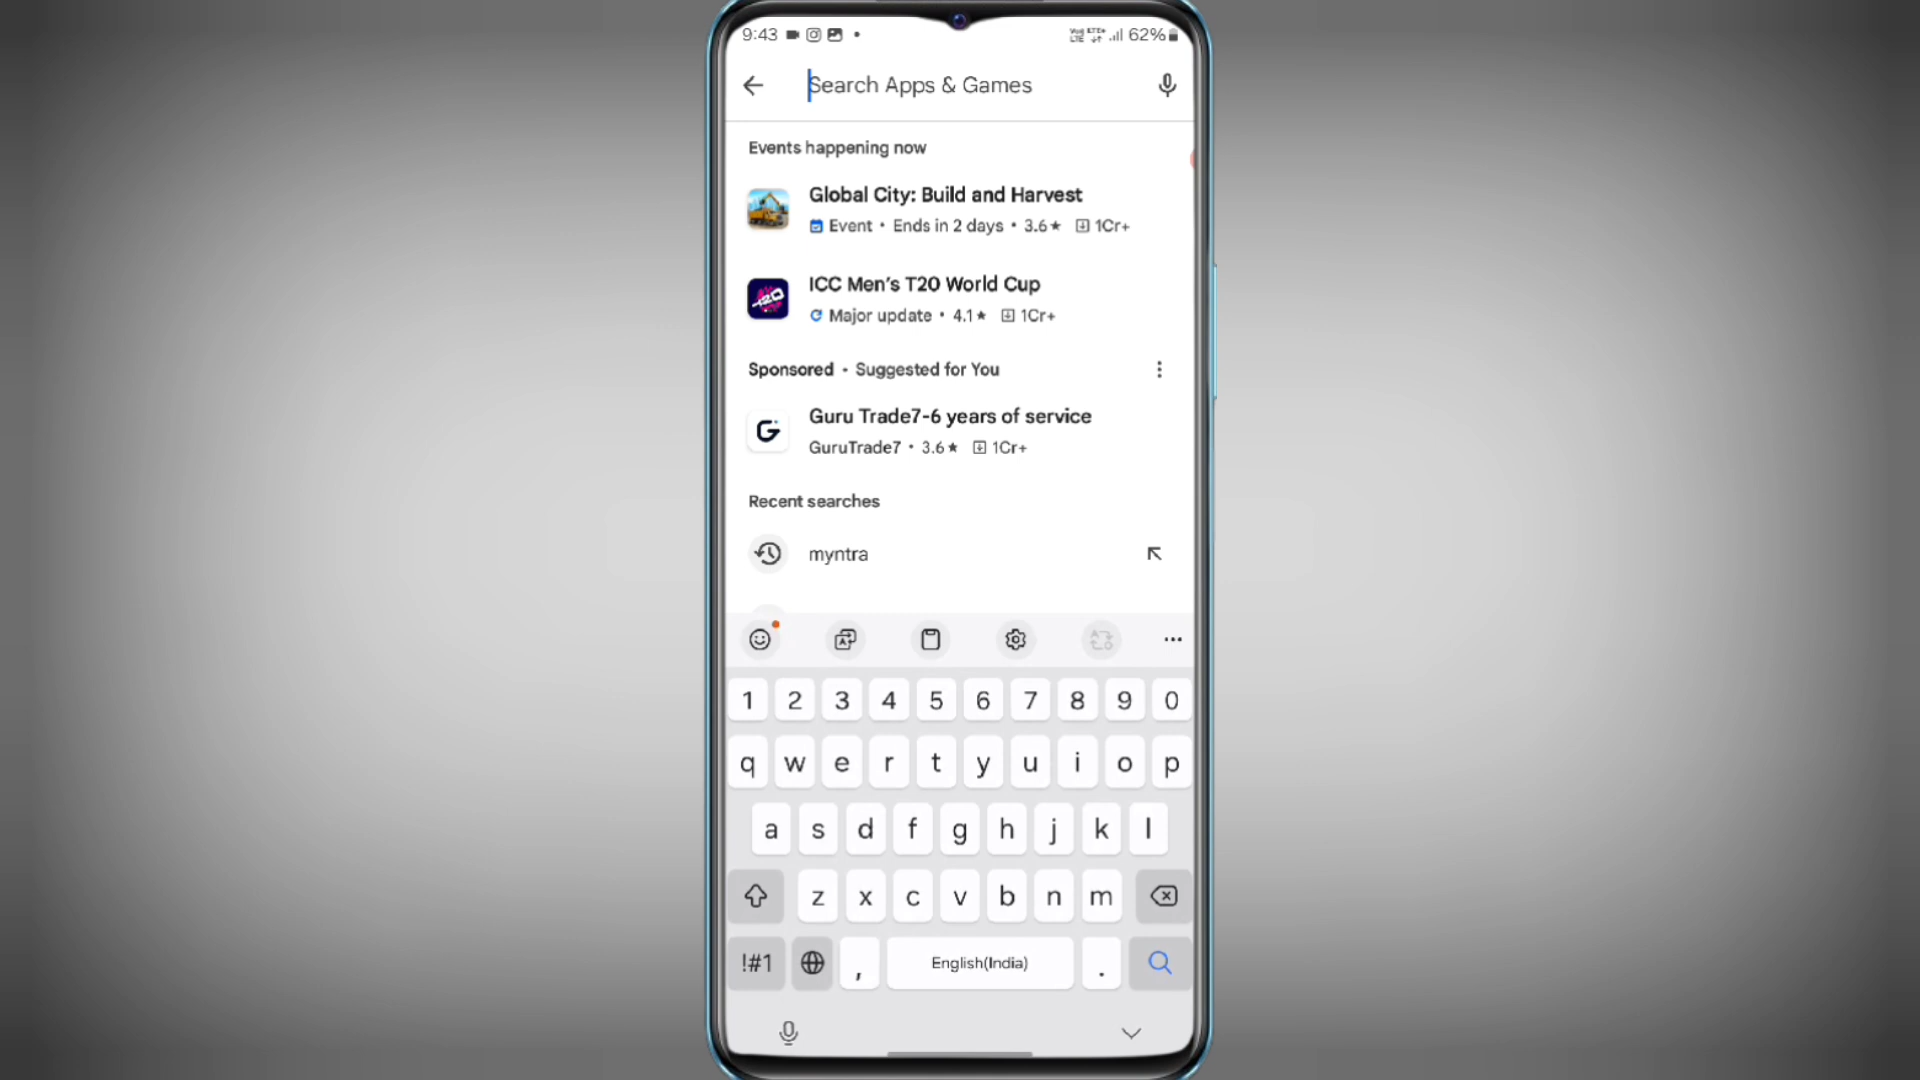 9:43 62%
Search Apps & Games
Events happening now
Global City: Build and Harvest
Event • Ends in 2 days • 3.6★ 1Cr+
ICC Men's T20 World Cup
Major update • 4.1★ 1Cr+
Sponsored • Suggested for You
Guru Trade7-6 years of service
GuruTrade7 • 3.6★ 1Cr+
Recent searches
myntra
1 2 3 4 5 6 7 8 9 0
q w e r t y u i o p
a s d f g h j k l
z x c v b n m
!#1 , English(India) .